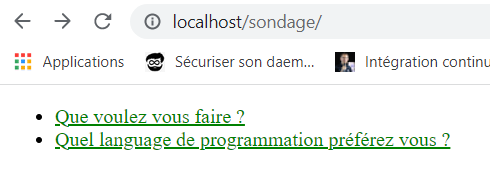 localhost/sondage/
Applications Sécuriser son daem... Intégration continu
Que voulez vous faire ?
Quel language de programmation préférez vous ?